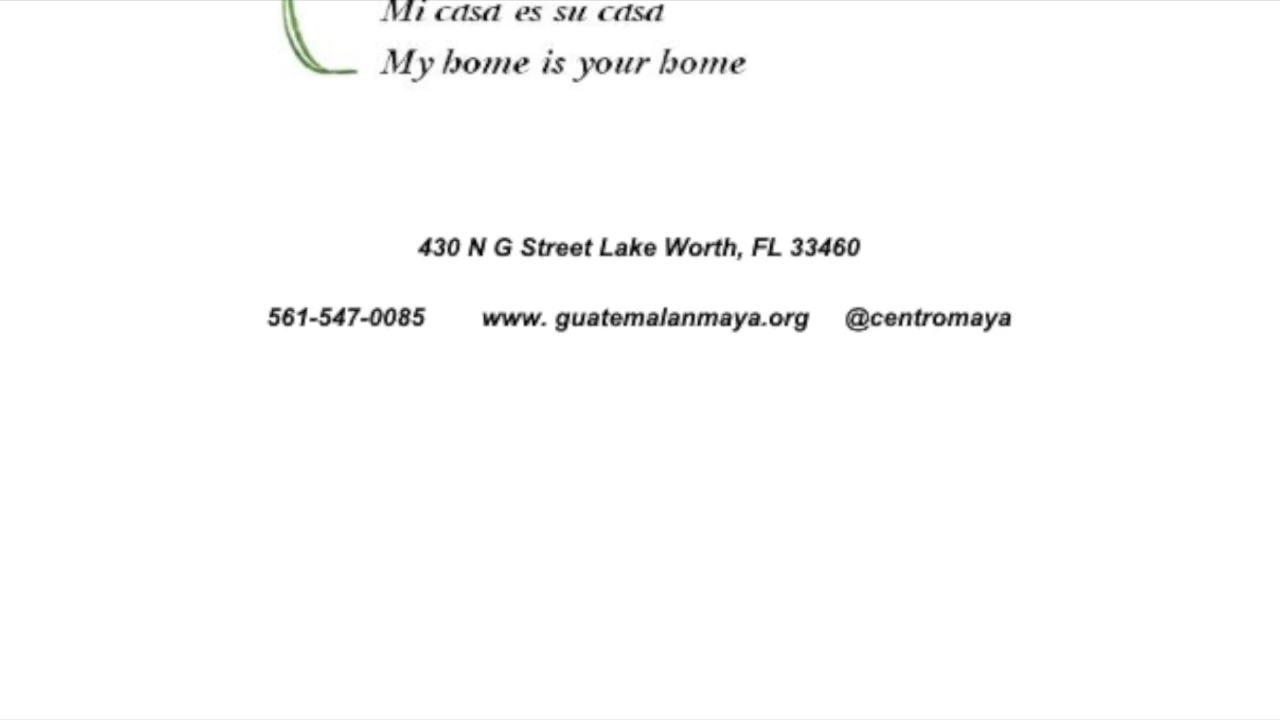 Mi casa es su casa
My home is your home
430 N G Street Lake Worth, FL 33460
561-547-0085 www. guatemalanmaya.org @centromaya